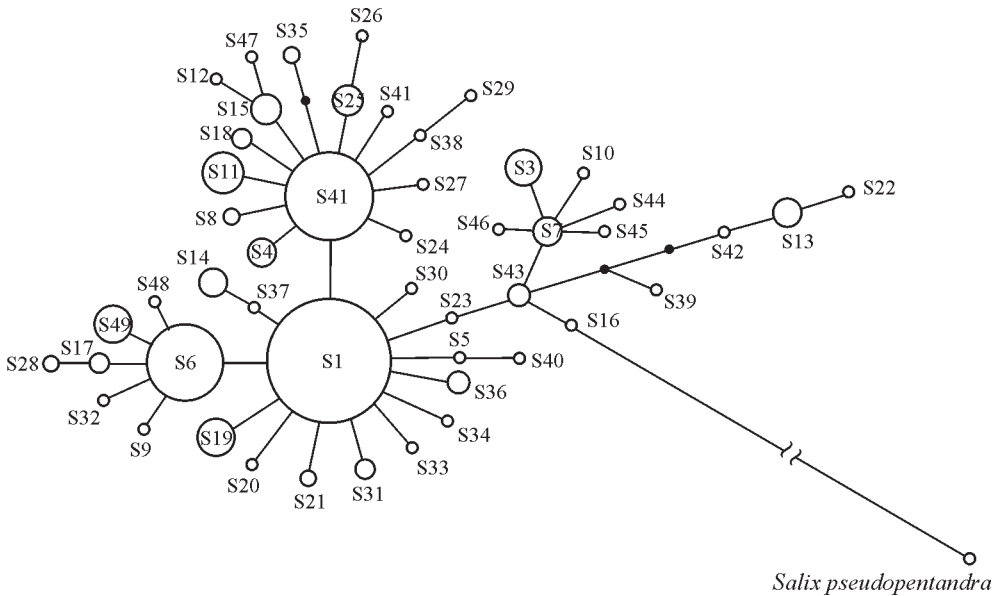 S26
S35
S47
S12
S25
S41
S29
S15
S38
S18
S11
S41
S27
S3
S10
S22
S8
S44
S46
S7
S45
S4
S24
S42
S13
S14
S43
S30
S39
S48
S37
S23
S16
S49
S5
S17
S6
S1
S40
S28
S36
S32
S34
S9
S19
S33
S20
S31
S21
Salix pseudopentandra